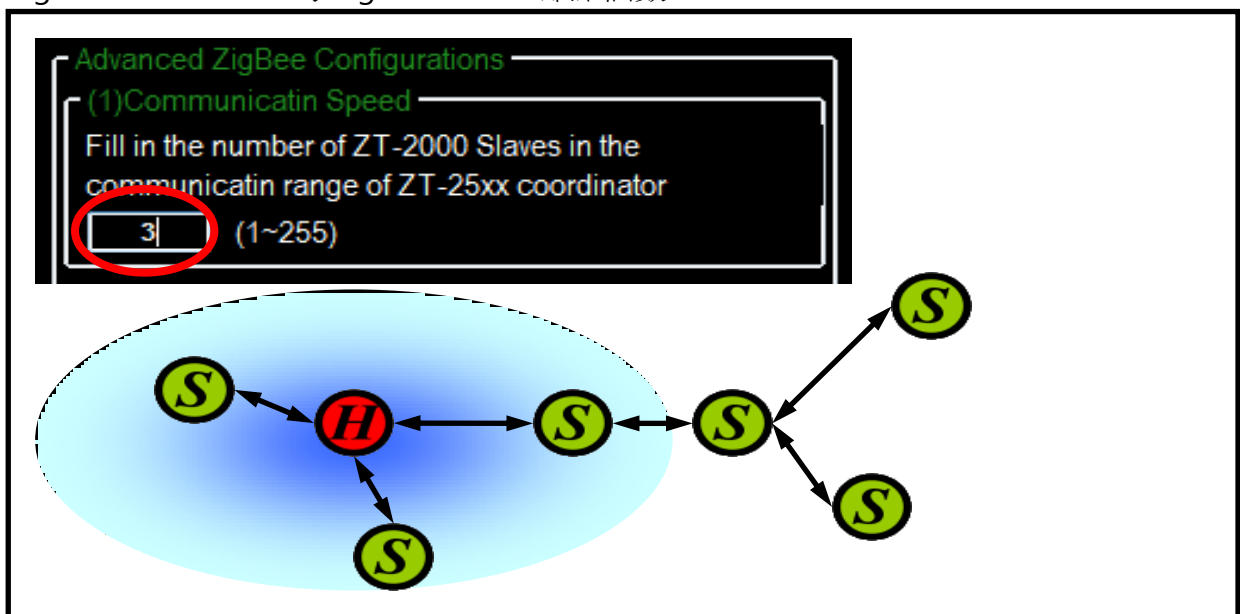 Advanced ZigBee Configurations
(1)Communicatin Speed
Fill in the number of ZT-2000 Slaves in the
communicatin range of ZT-25xx coordinator
3 (1~255)
S
S
H
S
S
S
S